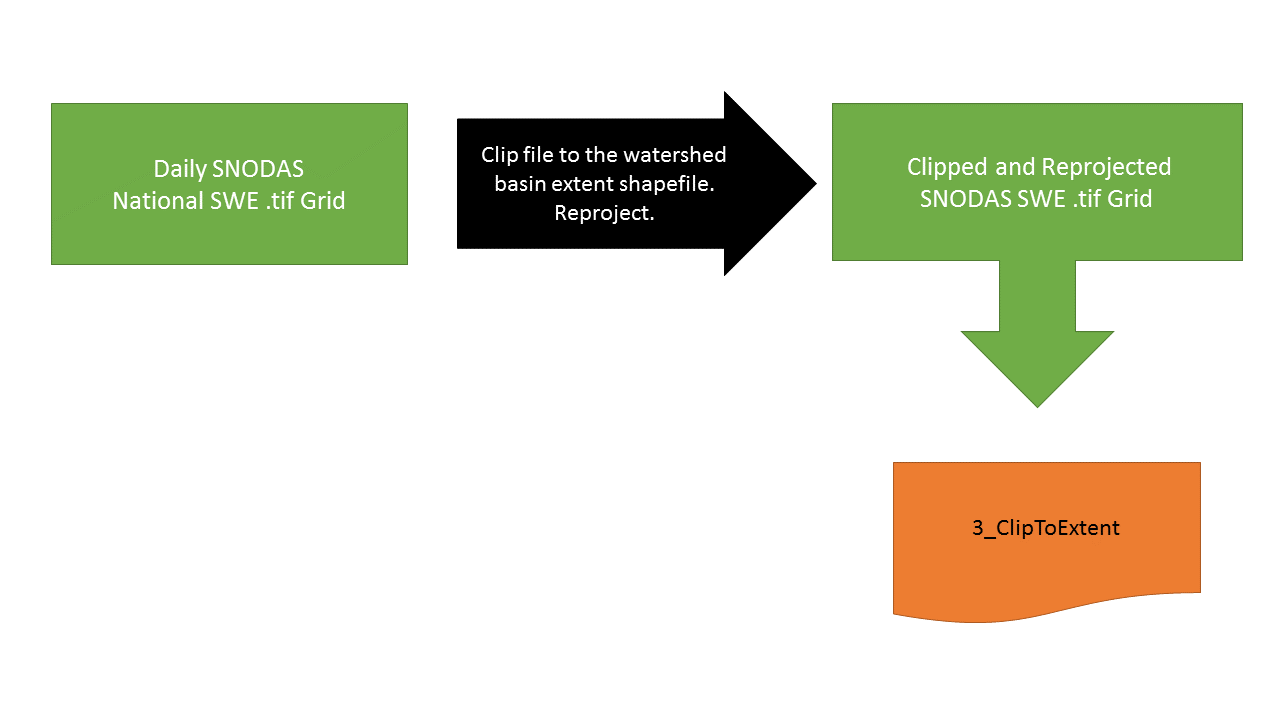 Daily SNODAS
National SWE .tif Grid
Clip file to the watershed
basin extent shapefile.
Reproject.
Clipped and Reprojected
SNODAS SWE .tif Grid
3_ClipToExtent